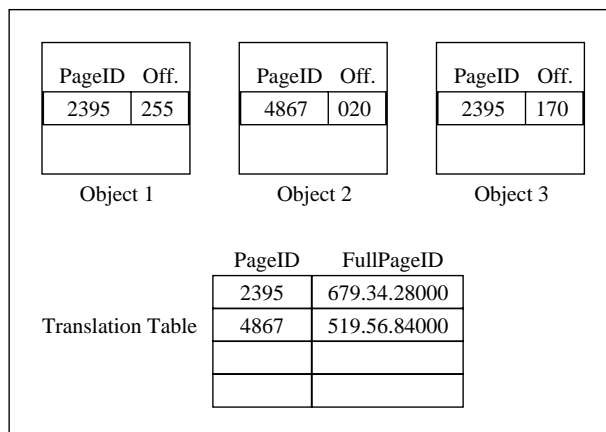 PageID Off. PageID Off. PageID Off.
2395 255 4867 020 2395 170
Object 1 Object 2 Object 3
PageID FullPageID
2395 679.34.28000
Translation Table 4867 519.56.84000